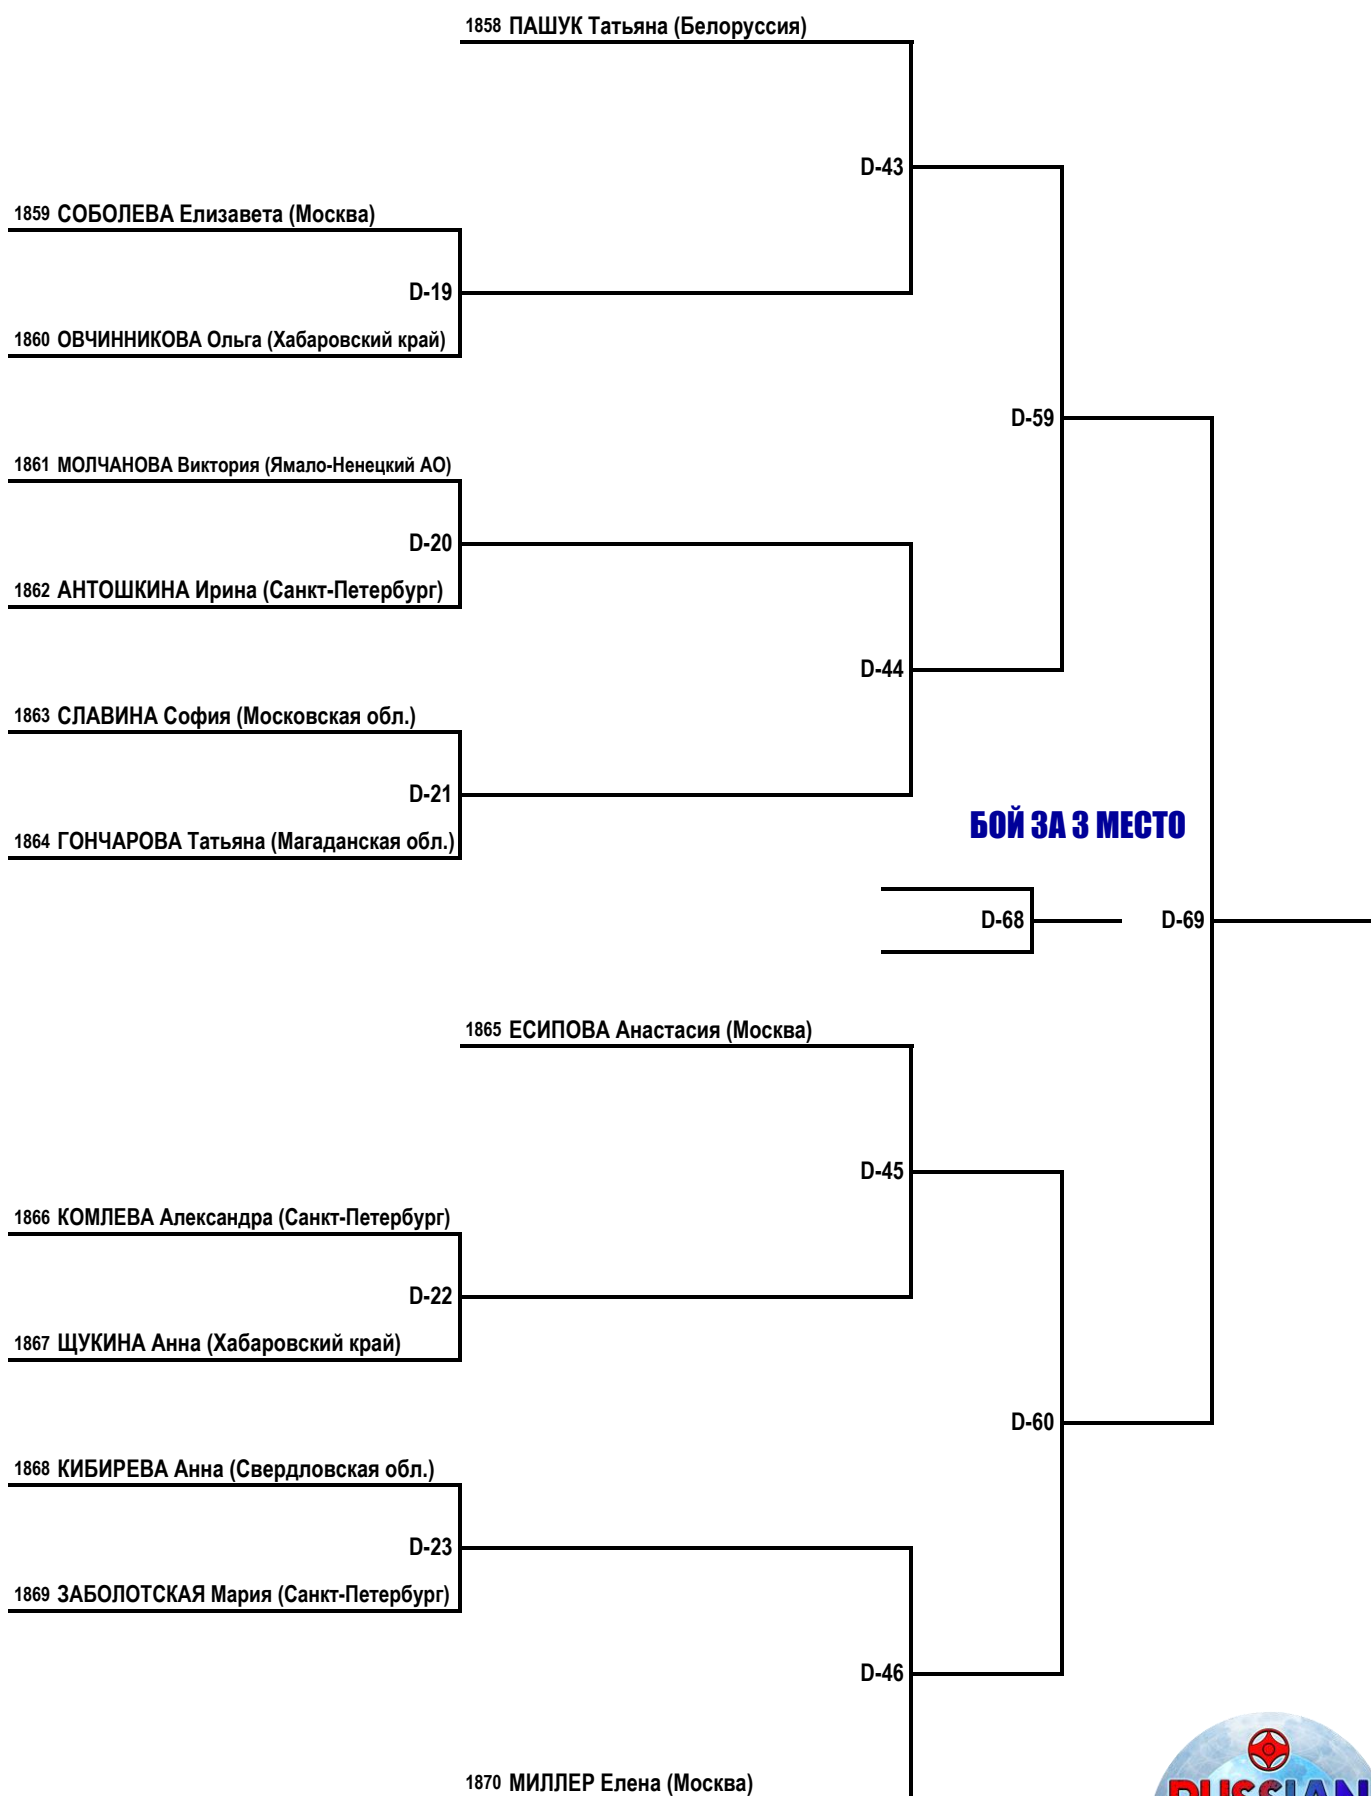 1858 ПАШУК Татьяна (Белоруссия)
D-43
1859 СОБОЛЕВА Елизавета (Москва)
D-19
1860 ОВЧИННИКОВА Ольга (Хабаровский край)
D-59
1861 МОЛЧАНОВА Виктория (Ямало-Ненецкий АО)
D-20
1862 АНТОШКИНА Ирина (Санкт-Петербург)
D-44
1863 СЛАВИНА София (Московская обл.)
D-21
БОЙ ЗА 3 МЕСТО
1864 ГОНЧАРОВА Татьяна (Магаданская обл.)
D-68 D-69
1865 ЕСИПОВА Анастасия (Москва)
D-45
1866 КОМЛЕВА Александра (Санкт-Петербург)
D-22
1867 ЩУКИНА Анна (Хабаровский край)
D-60
1868 КИБИРЕВА Анна (Свердловская обл.)
D-23
1869 ЗАБОЛОТСКАЯ Мария (Санкт-Петербург)
D-46
1870 МИЛЛЕР Елена (Москва)
RUSSIAN